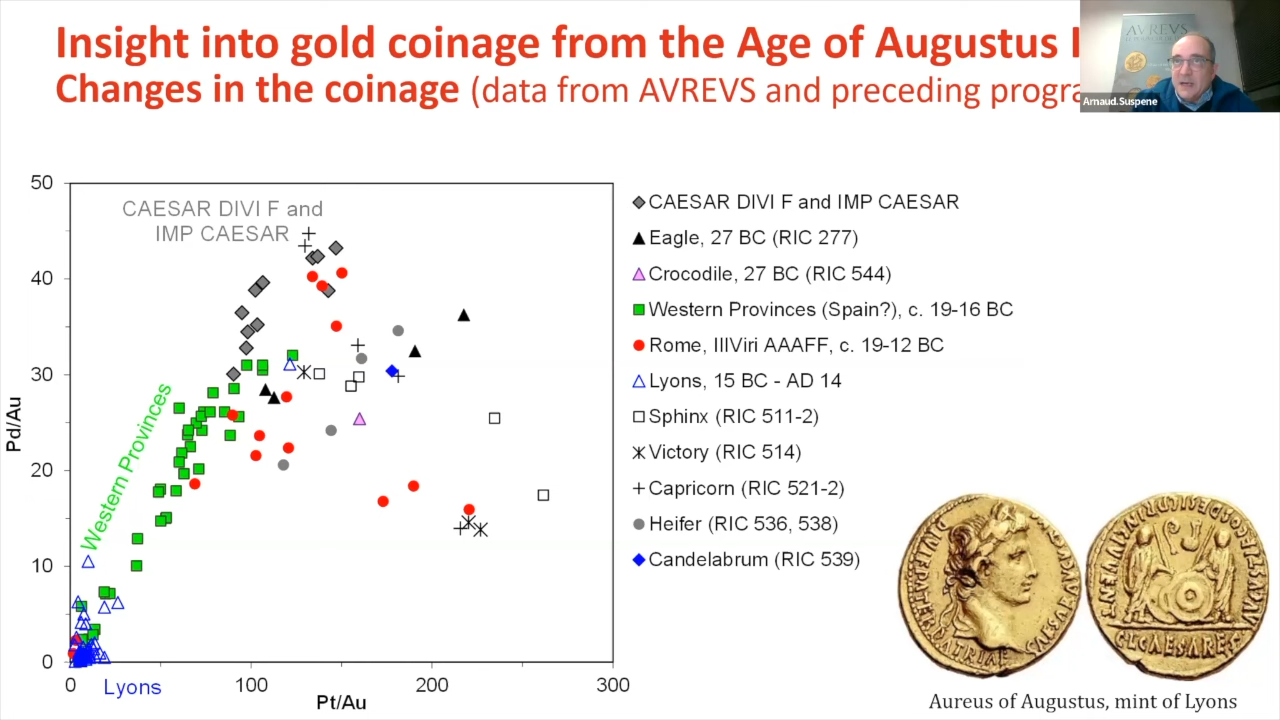 Insight into gold coinage from the Age of Augustus
Changes in the coinage (data from AVREVS and preceding progra
AVREVS
Arnaud.Suspene
50
40
30
20
10
0
Pd/Au
CAESAR DIVI F and
IMP CAESAR
Western Provinces
Lyons
0
100
200
300
Pt/Au
CAESAR DIVI F and IMP CAESAR
Eagle, 27 BC (RIC 277)
Crocodile, 27 BC (RIC 544)
Western Provinces (Spain?), c. 19-16 BC
Rome, IIIViri AAAFF, c. 19-12 BC
Lyons, 15 BC - AD 14
Sphinx (RIC 511-2)
Victory (RIC 514)
Capricorn (RIC 521-2)
Heifer (RIC 536, 538)
Candelabrum (RIC 539)
C L CAESARES
Aureus of Augustus, mint of Lyons